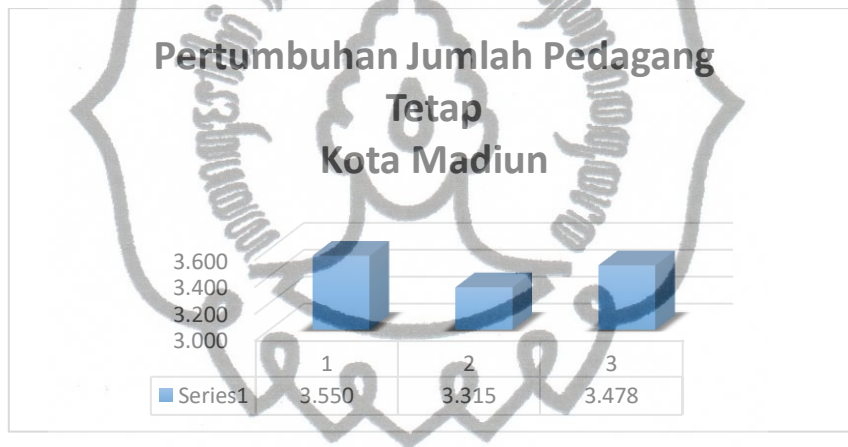 Pertumbuhan Jumlah Pedagang
Tetap
Kota Madiun
3.600
3.400
3.200
3.000
1 2 3
Series1 3.550 3.315 3.478